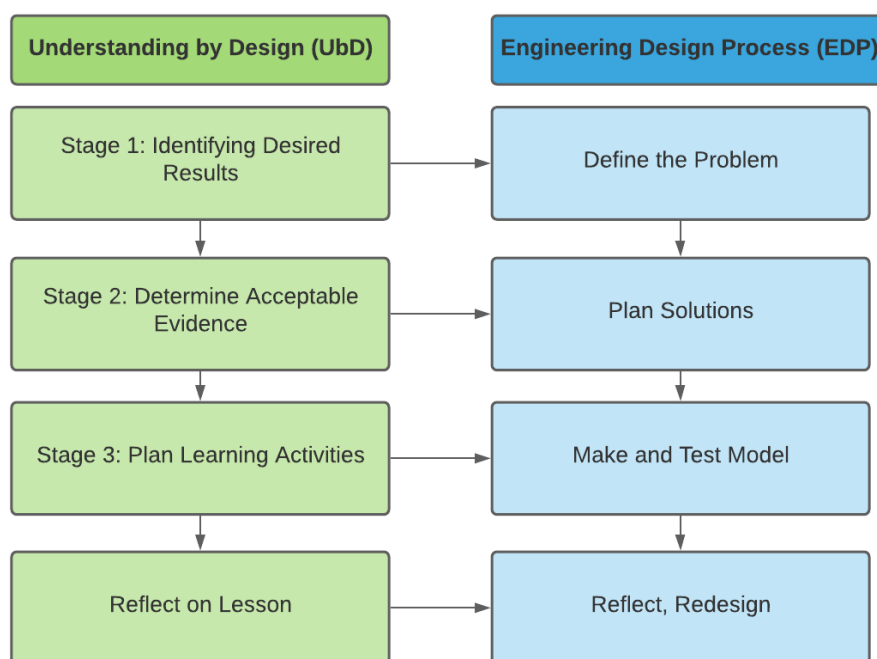 Understanding by Design (UbD)
Engineering Design Process (EDP)
Stage 1: Identifying Desired
Results
Define the Problem
Stage 2: Determine Acceptable
Evidence
Plan Solutions
Stage 3: Plan Learning Activities
Make and Test Model
Reflect on Lesson
Reflect, Redesign